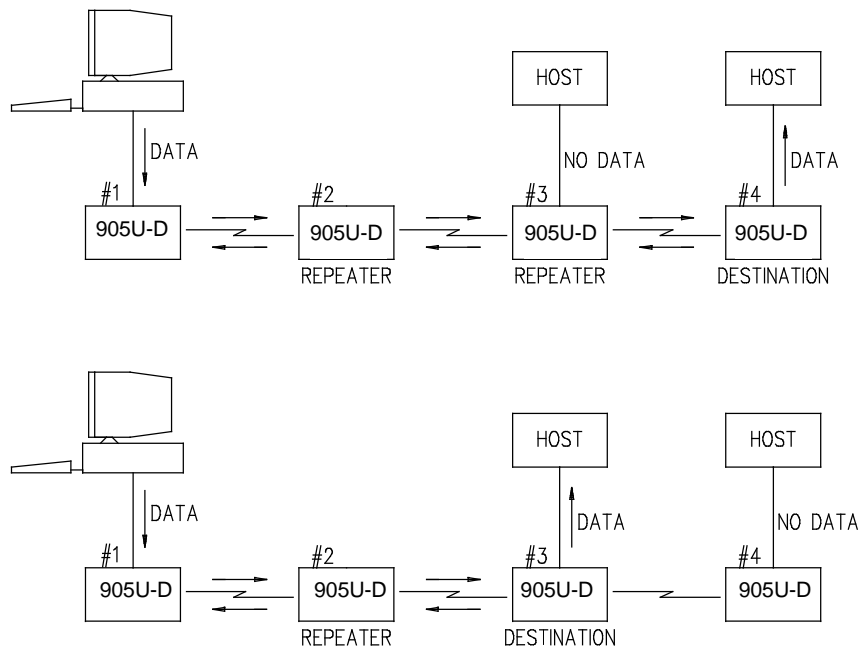 HOST HOST
DATA NO DATA DATA
#1 #2 #3 #4
905U-D 905U-D 905U-D 905U-D
REPEATER REPEATER DESTINATION
HOST HOST
DATA DATA NO DATA
#1 #2 #3 #4
905U-D 905U-D 905U-D 905U-D
REPEATER DESTINATION